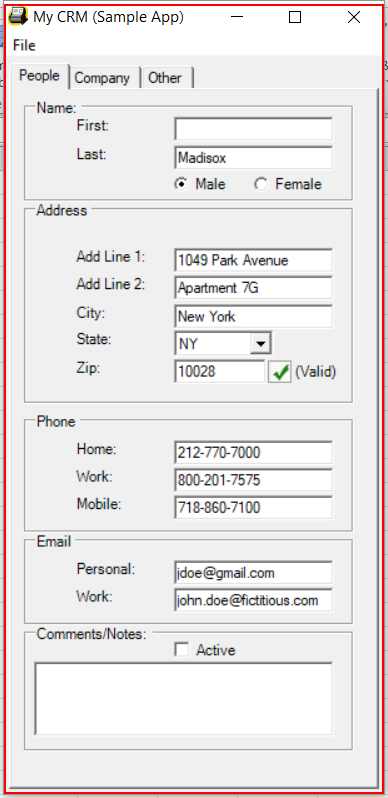 My CRM (Sample App)
File
People Company Other
Name:
First:
Last: Madisox
Male Female
Address
Add Line 1: 1049 Park Avenue
Add Line 2: Apartment 7G
City: New York
State: NY
Zip: 10028 (Valid)
Phone
Home: 212-770-7000
Work: 800-201-7575
Mobile: 718-860-7100
Email
Personal: jdoe@gmail.com
Work: john.doe@fictitious.com
Comments/Notes:
Active